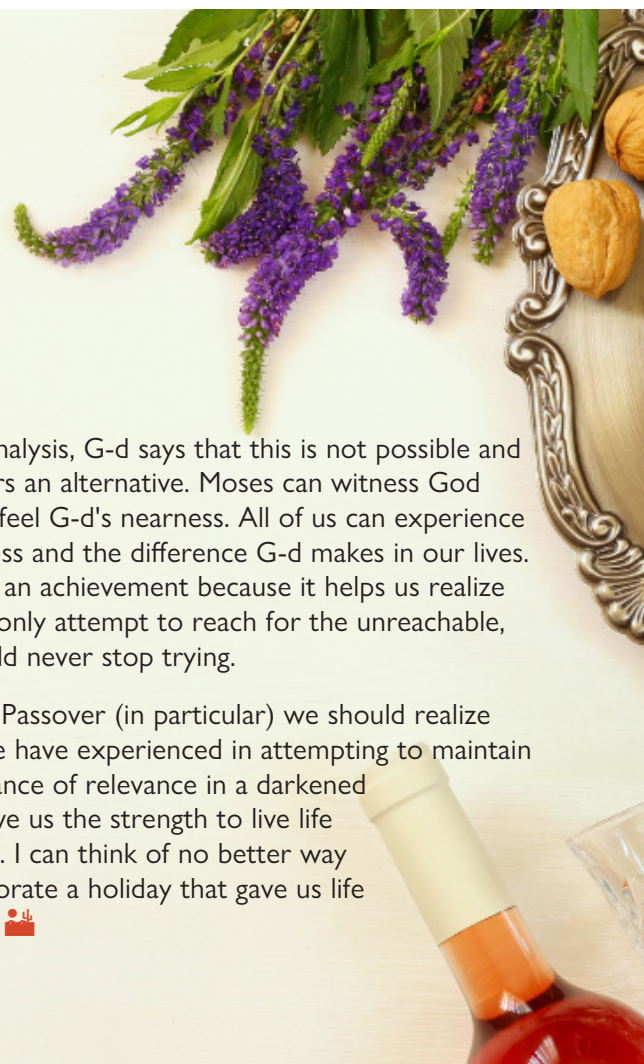 nalysis, G-d says that this is not possible and
rs an alternative. Moses can witness God
feel G-d's nearness. All of us can experience
ess and the difference G-d makes in our lives.
an achievement because it helps us realize
only attempt to reach for the unreachable,
ld never stop trying.
Passover (in particular) we should realize
e have experienced in attempting to maintain
ance of relevance in a darkened
ve us the strength to live life
. I can think of no better way
orate a holiday that gave us life